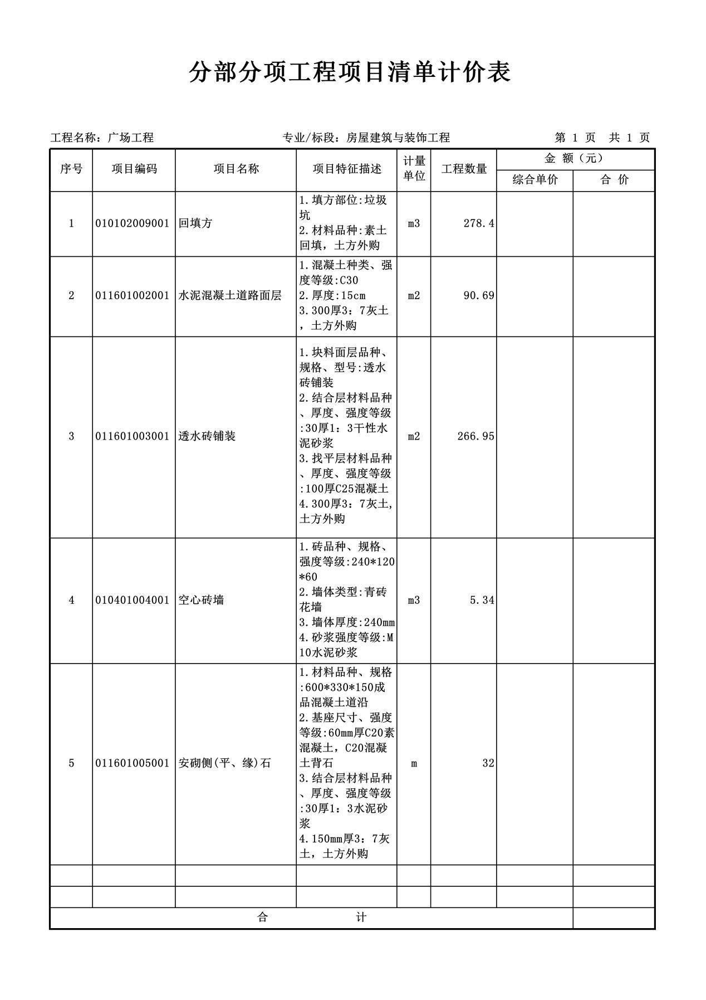 分部分项工程项目清单计价表
工程名称：广场工程 专业/标段：房屋建筑与装饰工程 第 1 页 共 1 页
序号 项目编码 项目名称 项目特征描述 计量单位 工程数量 金 额（元）
综合单价 合 价
1 010102009001 回填方
1.填方部位:垃圾
坑
2.材料品种:素土
回填，土方外购
m3 278.4
2 011601002001 水泥混凝土道路面层
1.混凝土种类、强
度等级:C30
2.厚度:15cm
3.300厚3：7灰土
，土方外购
m2 90.69
3 011601003001 透水砖铺装
1.块料面层品种、
规格、型号:透水
砖铺装
2.结合层材料品种
、厚度、强度等级
:30厚1：3干性水
泥砂浆
3.找平层材料品种
、厚度、强度等级
:100厚C25混凝土
4.300厚3：7灰土,
土方外购
m2 266.95
4 010401004001 空心砖墙
1.砖品种、规格、
强度等级:240*120
*60
2.墙体类型:青砖
花墙
3.墙体厚度:240mm
4.砂浆强度等级:M
10水泥砂浆
m3 5.34
5 011601005001 安砌侧(平、缘)石
1.材料品种、规格
:600*330*150成
品混凝土道沿
2.基座尺寸、强度
等级:60mm厚C20素
混凝土，C20混凝
土背石
3.结合层材料品种
、厚度、强度等级
:30厚1：3水泥砂
浆
4.150mm厚3：7灰
土，土方外购
m 32
合 计